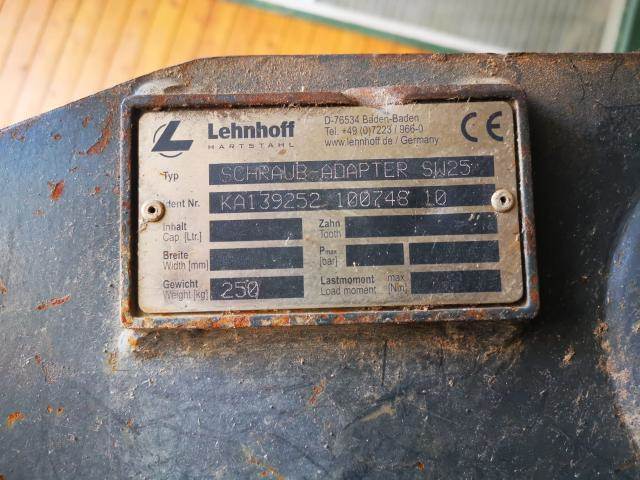 Lehnhoff
HARTSTAHL
D-76534 Baden-Baden
Tel. +49 (0)7223 / 966-0
www.lehnhoff.de / Germany
CE
Typ SCHRAUB-ADAPTER SW25
Ident Nr. KA139252 100748 10
Inhalt
Cap [Ltr.]
Zahn
Tooth
Breite
Width [mm]
Pmax
[bar]
Gewicht
Weight [kg] 250
Lastmoment max.
Load moment [Nm]